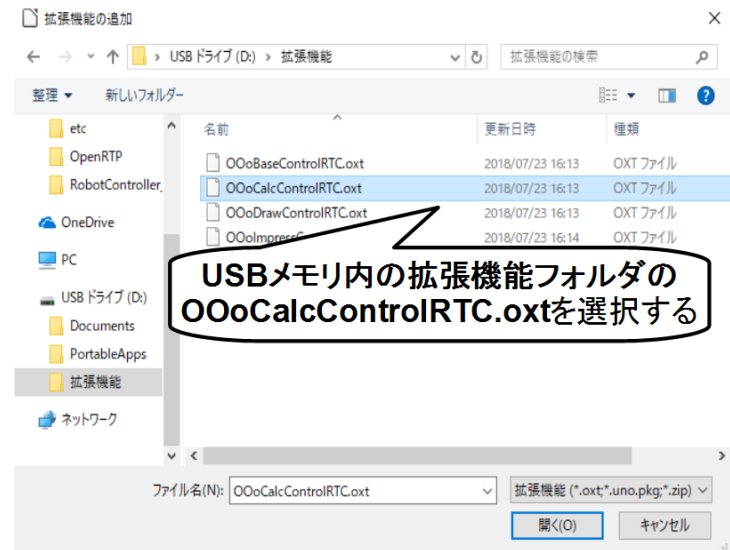 拡張機能の追加
USB ドライブ (D:) › 拡張機能
拡張機能の検索
整理
新しいフォルダー
etc
OpenRTP
RobotController_
OneDrive
PC
USB ドライブ (D:)
Documents
PortableApps
拡張機能
ネットワーク
名前 更新日時 種類
OOoBaseControlRTC.oxt 2018/07/23 16:13 OXT ファイル
OOoCalcControlRTC.oxt 2018/07/23 16:13 OXT ファイル
OOoDrawControlRTC.oxt 2018/07/23 16:13 OXT ファイル
2018/07/23 16:14 OXT ファイル
USBメモリ内の拡張機能フォルダの
OOoCalcControlRTC.oxtを選択する
ファイル名(N): OOoCalcControlRTC.oxt 拡張機能 (*.oxt;*.uno.pkg;*.zip)
開く(O) キャンセル